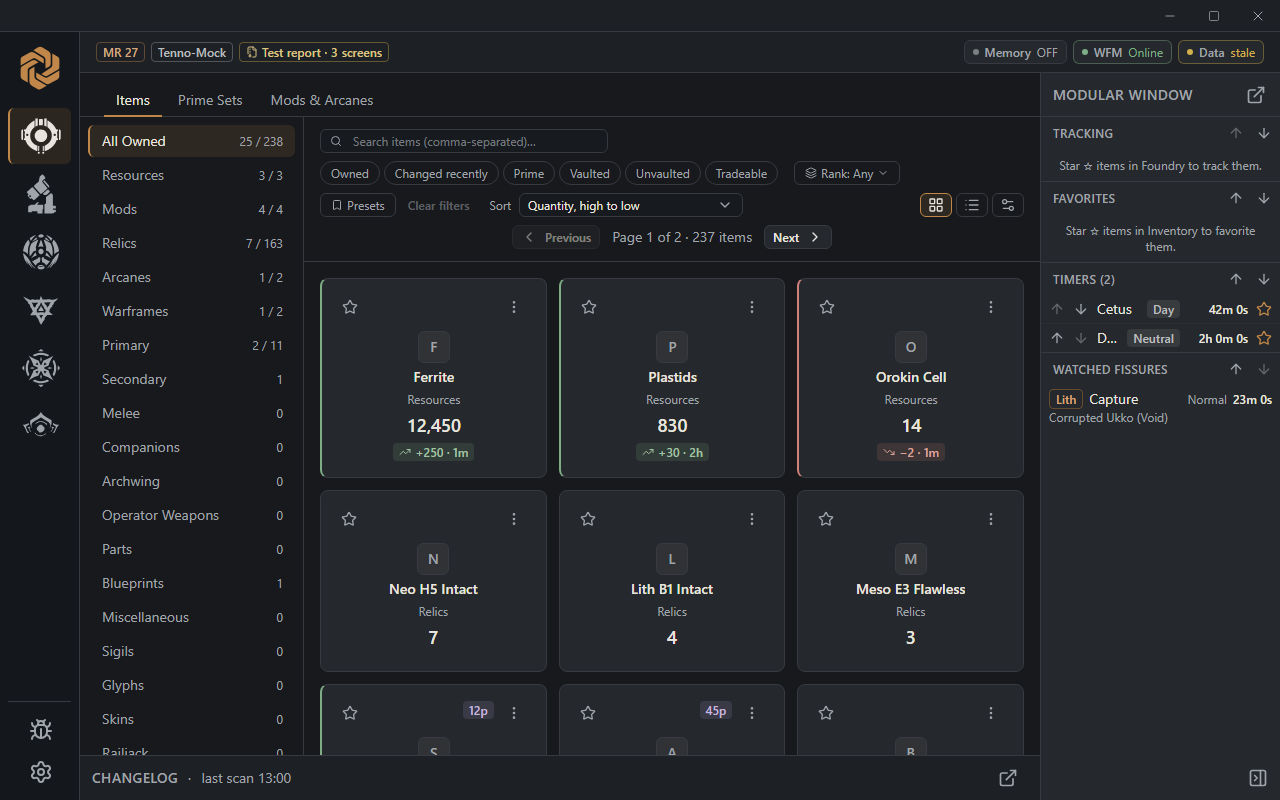 MR 27 Tenno-Mock Test report · 3 screens Memory OFF WFM Online Data stale
Items Prime Sets Mods & Arcanes
All Owned 25 / 238
Resources 3 / 3
Mods 4 / 4
Relics 7 / 163
Arcanes 1 / 2
Warframes 1 / 2
Primary 2 / 11
Secondary 1
Melee 0
Companions 0
Archwing 0
Operator Weapons 0
Parts 0
Blueprints 1
Miscellaneous 0
Sigils 0
Glyphs 0
Skins 0
Railjack 0
Search items (comma-separated)...
Owned Changed recently Prime Vaulted Unvaulted Tradeable Rank: Any
Presets Clear filters Sort Quantity, high to low
Previous Page 1 of 2 · 237 items Next
F
Ferrite
Resources
12,450
+250 · 1m
P
Plastids
Resources
830
+30 · 2h
O
Orokin Cell
Resources
14
−2 · 1m
N
Neo H5 Intact
Relics
7
L
Lith B1 Intact
Relics
4
M
Meso E3 Flawless
Relics
3
12p
S
45p
A
B
MODULAR WINDOW
TRACKING
Star ☆ items in Foundry to track them.
FAVORITES
Star ☆ items in Inventory to favorite
them.
TIMERS (2)
Cetus Day 42m 0s
D... Neutral 2h 0m 0s
WATCHED FISSURES
Lith Capture Normal 23m 0s
Corrupted Ukko (Void)
CHANGELOG · last scan 13:00